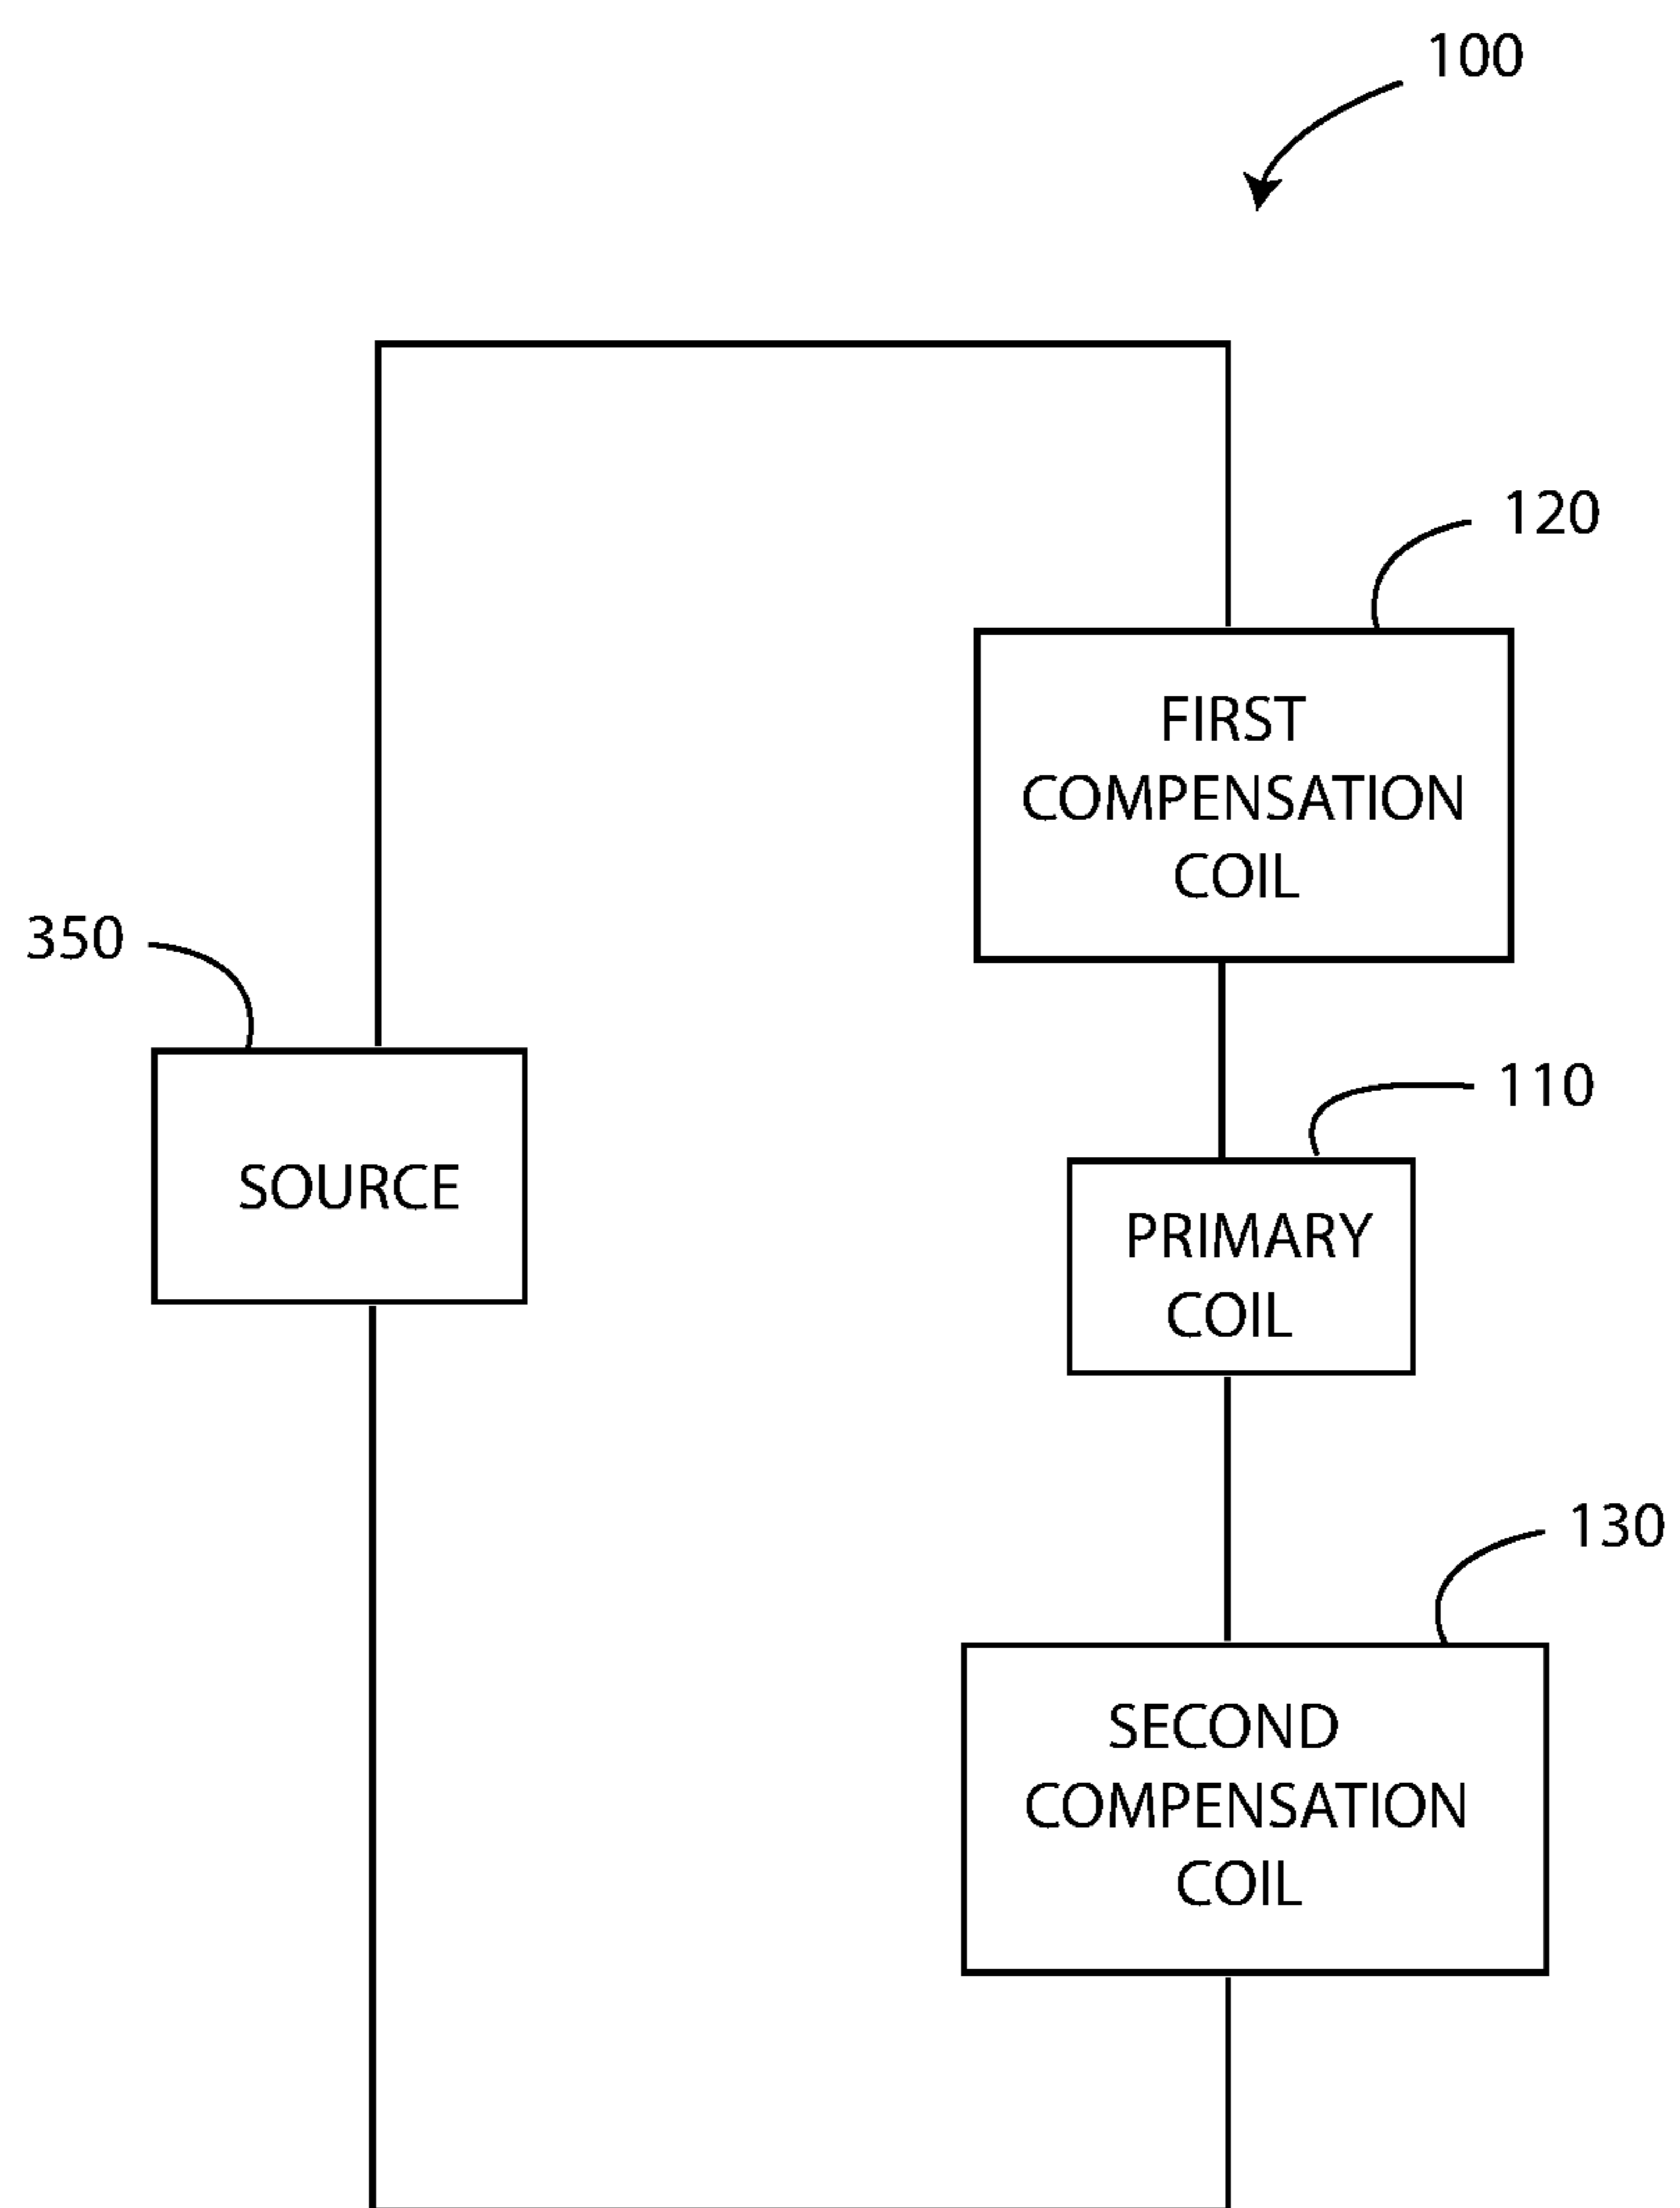 100
120
FIRST
COMPENSATION
COIL
350
SOURCE
110
PRIMARY
COIL
130
SECOND
COMPENSATION
COIL